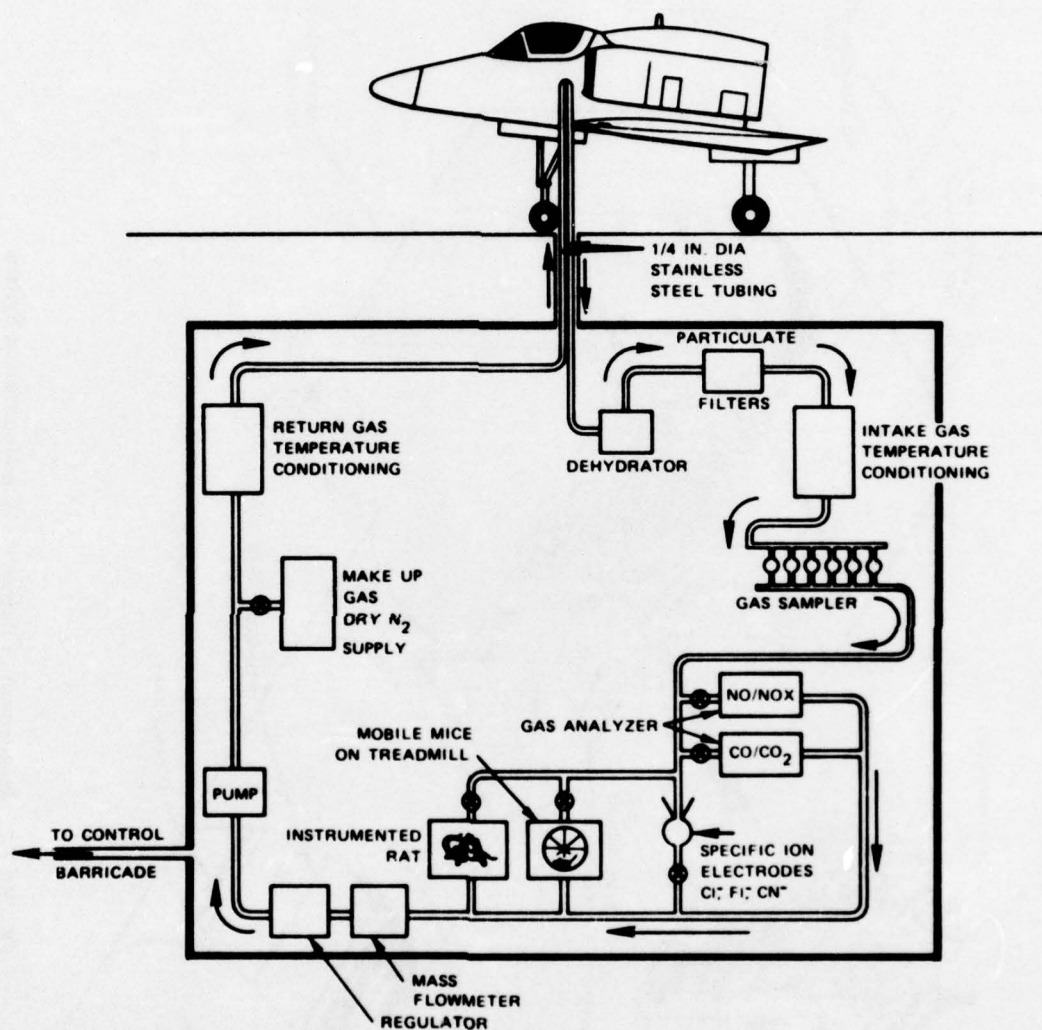 1/4 IN. DIA
STAINLESS
STEEL TUBING
PARTICULATE
FILTERS
RETURN GAS
TEMPERATURE
CONDITIONING
DEHYDRATOR
INTAKE GAS
TEMPERATURE
CONDITIONING
MAKE UP
GAS
DRY N₂
SUPPLY
GAS SAMPLER
NO/NOX
GAS ANALYZER
CO/CO₂
MOBILE MICE
ON TREADMILL
PUMP
INSTRUMENTED
RAT
TO CONTROL
BARRICADE
SPECIFIC ION
ELECTRODES
Cl⁻, Fl⁻, CN⁻
MASS
FLOWMETER
REGULATOR